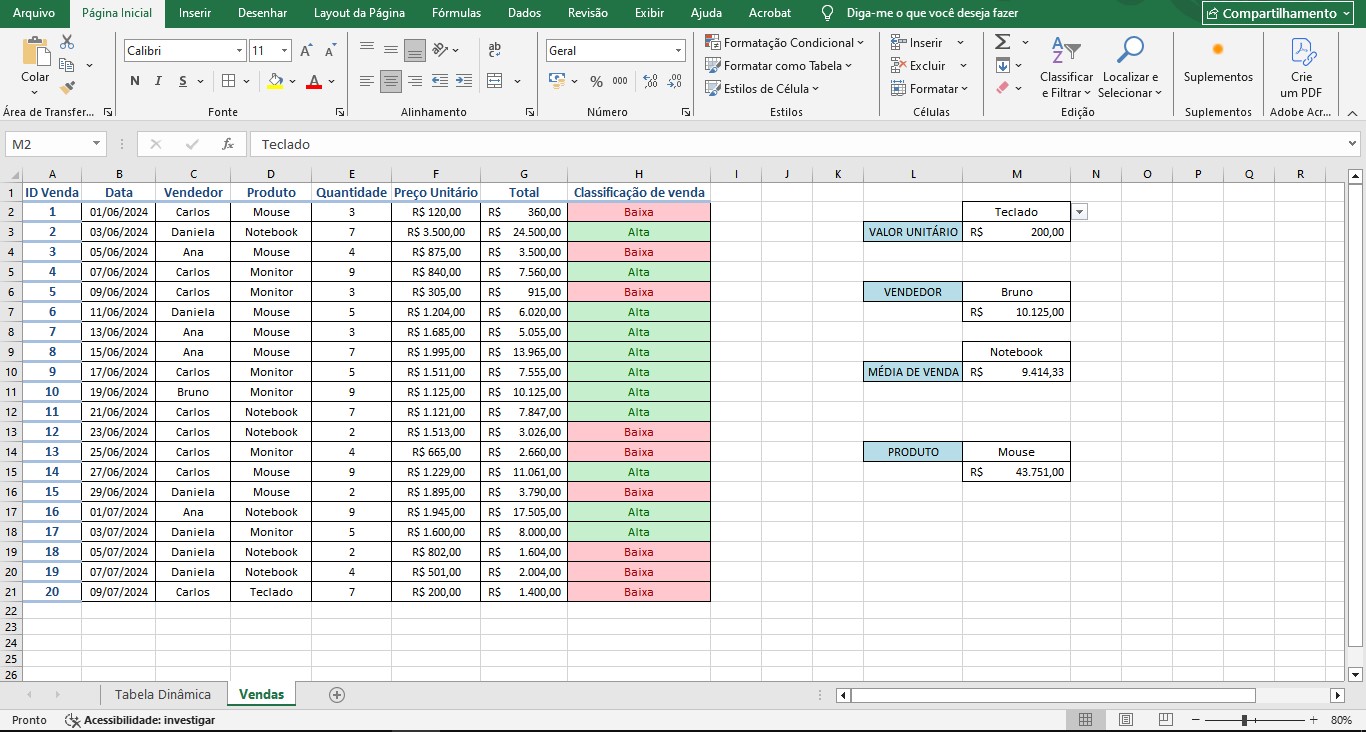 Arquivo Página Inicial Inserir Desenhar Layout da Página Fórmulas Dados Revisão Exibir Ajuda Acrobat Diga-me o que você deseja fazer Compartilhamento
Colar
Área de Transfer...
Calibri 11
N I S A
Fonte
ab
Alinhamento
Geral
% 000
Número
Formatação Condicional
Formatar como Tabela
Estilos de Célula
Estilos
Inserir
Excluir
Formatar
Células
Classificar e Filtrar
Localizar e Selecionar
Edição
Suplementos
Suplementos
Crie um PDF
Adobe Acr...
M2 fx Teclado
A B C D E F G H I J K L M N O P Q R
1 ID Venda Data Vendedor Produto Quantidade Preço Unitário Total Classificação de venda
2 1 01/06/2024 Carlos Mouse 3 R$ 120,00 R$ 360,00 Baixa Teclado
3 2 03/06/2024 Daniela Notebook 7 R$ 3.500,00 R$ 24.500,00 Alta VALOR UNITÁRIO R$ 200,00
4 3 05/06/2024 Ana Mouse 4 R$ 875,00 R$ 3.500,00 Baixa
5 4 07/06/2024 Carlos Monitor 9 R$ 840,00 R$ 7.560,00 Alta
6 5 09/06/2024 Carlos Monitor 3 R$ 305,00 R$ 915,00 Baixa VENDEDOR Bruno
7 6 11/06/2024 Daniela Mouse 5 R$ 1.204,00 R$ 6.020,00 Alta R$ 10.125,00
8 7 13/06/2024 Ana Mouse 3 R$ 1.685,00 R$ 5.055,00 Alta
9 8 15/06/2024 Ana Mouse 7 R$ 1.995,00 R$ 13.965,00 Alta Notebook
10 9 17/06/2024 Carlos Monitor 5 R$ 1.511,00 R$ 7.555,00 Alta MÉDIA DE VENDA R$ 9.414,33
11 10 19/06/2024 Bruno Monitor 9 R$ 1.125,00 R$ 10.125,00 Alta
12 11 21/06/2024 Carlos Notebook 7 R$ 1.121,00 R$ 7.847,00 Alta
13 12 23/06/2024 Carlos Notebook 2 R$ 1.513,00 R$ 3.026,00 Baixa
14 13 25/06/2024 Carlos Monitor 4 R$ 665,00 R$ 2.660,00 Baixa PRODUTO Mouse
15 14 27/06/2024 Carlos Mouse 9 R$ 1.229,00 R$ 11.061,00 Alta R$ 43.751,00
16 15 29/06/2024 Daniela Mouse 2 R$ 1.895,00 R$ 3.790,00 Baixa
17 16 01/07/2024 Ana Notebook 9 R$ 1.945,00 R$ 17.505,00 Alta
18 17 03/07/2024 Daniela Monitor 5 R$ 1.600,00 R$ 8.000,00 Alta
19 18 05/07/2024 Daniela Notebook 2 R$ 802,00 R$ 1.604,00 Baixa
20 19 07/07/2024 Daniela Notebook 4 R$ 501,00 R$ 2.004,00 Baixa
21 20 09/07/2024 Carlos Teclado 7 R$ 200,00 R$ 1.400,00 Baixa
22
23
24
25
26
Tabela Dinâmica Vendas
Pronto Acessibilidade: investigar 80%